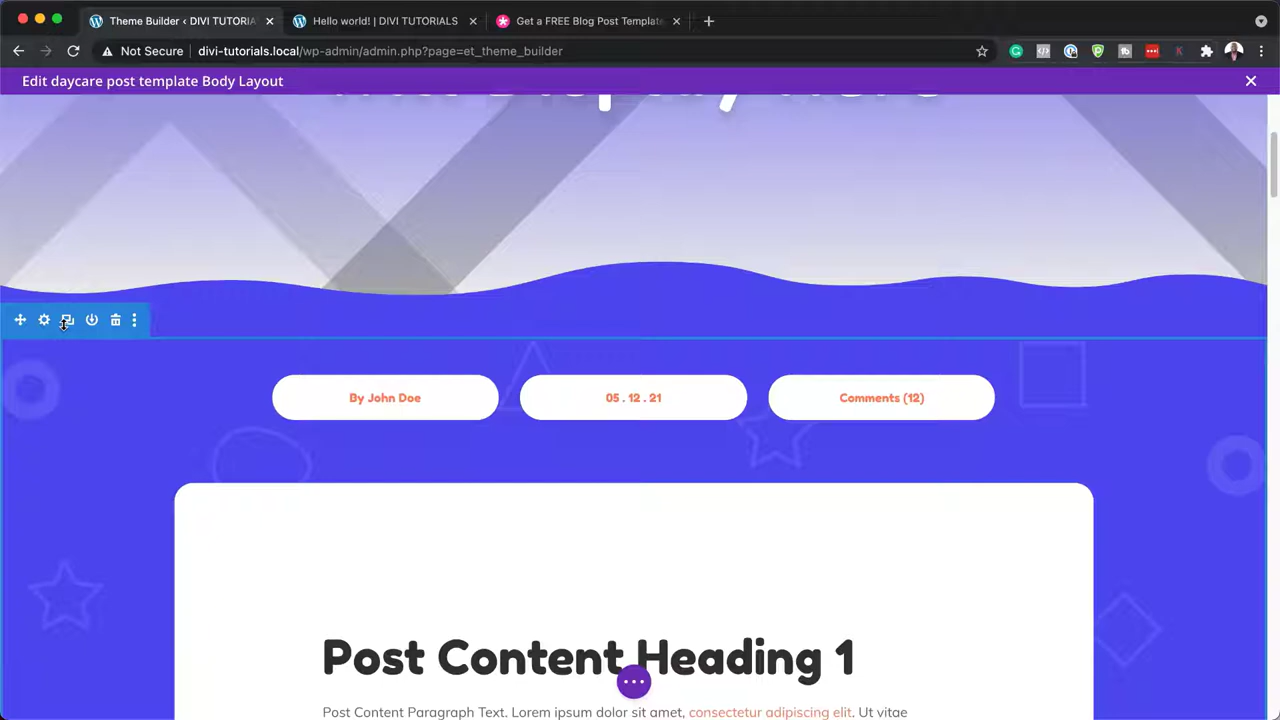 Theme Builder ‹ DIVI TUTORIA
Hello world! | DIVI TUTORIALS
Get a FREE Blog Post Template
Not Secure
divi-tutorials.local/wp-admin/admin.php?page=et_theme_builder
Edit daycare post template Body Layout
By John Doe
05 . 12 . 21
Comments (12)
Post Content Heading 1
Post Content Paragraph Text. Lorem ipsum dolor sit amet, consectetur adipiscing elit. Ut vitae